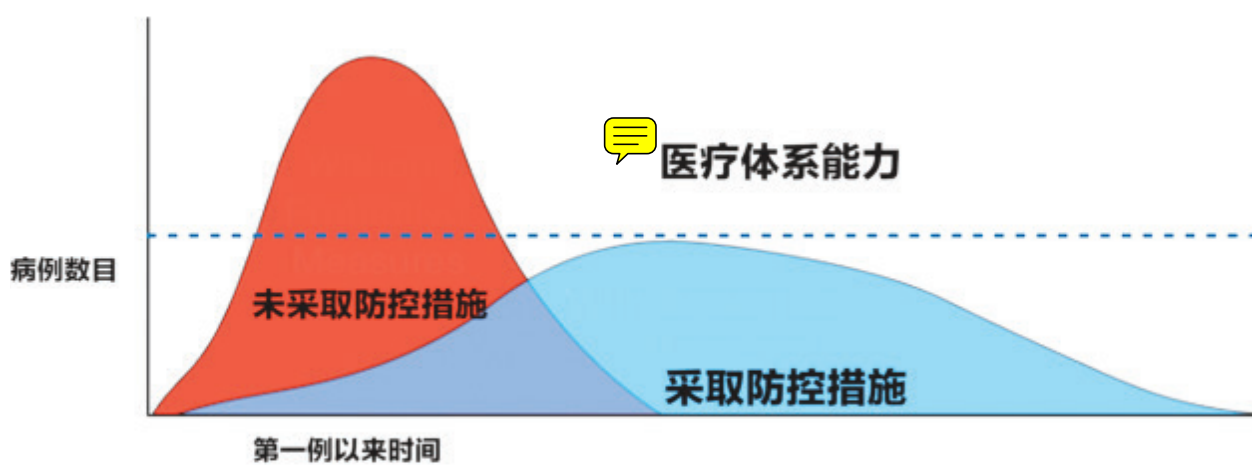 医疗体系能力
病例数目
未采取防控措施
采取防控措施
第一例以来时间